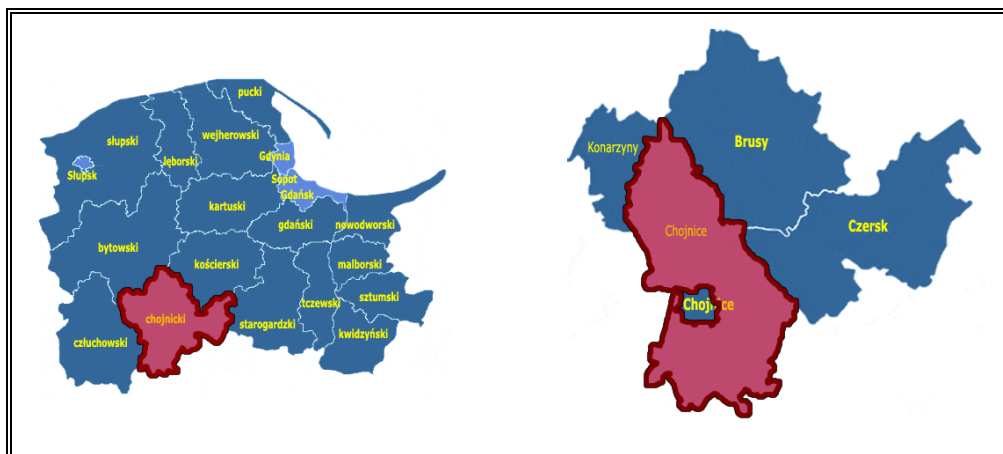 pucki
słupski
wejherowski
Gdynia
lęborski
Słupsk
Sopot
Gdańsk
kartuski
gdański
nowodworski
bytowski
kościerski
malborski
sztumski
tczewski
chojnicki
starogardzki
kwidzyński
człuchowski
Konarzyny
Brusy
Czersk
Chojnice
Chojnice